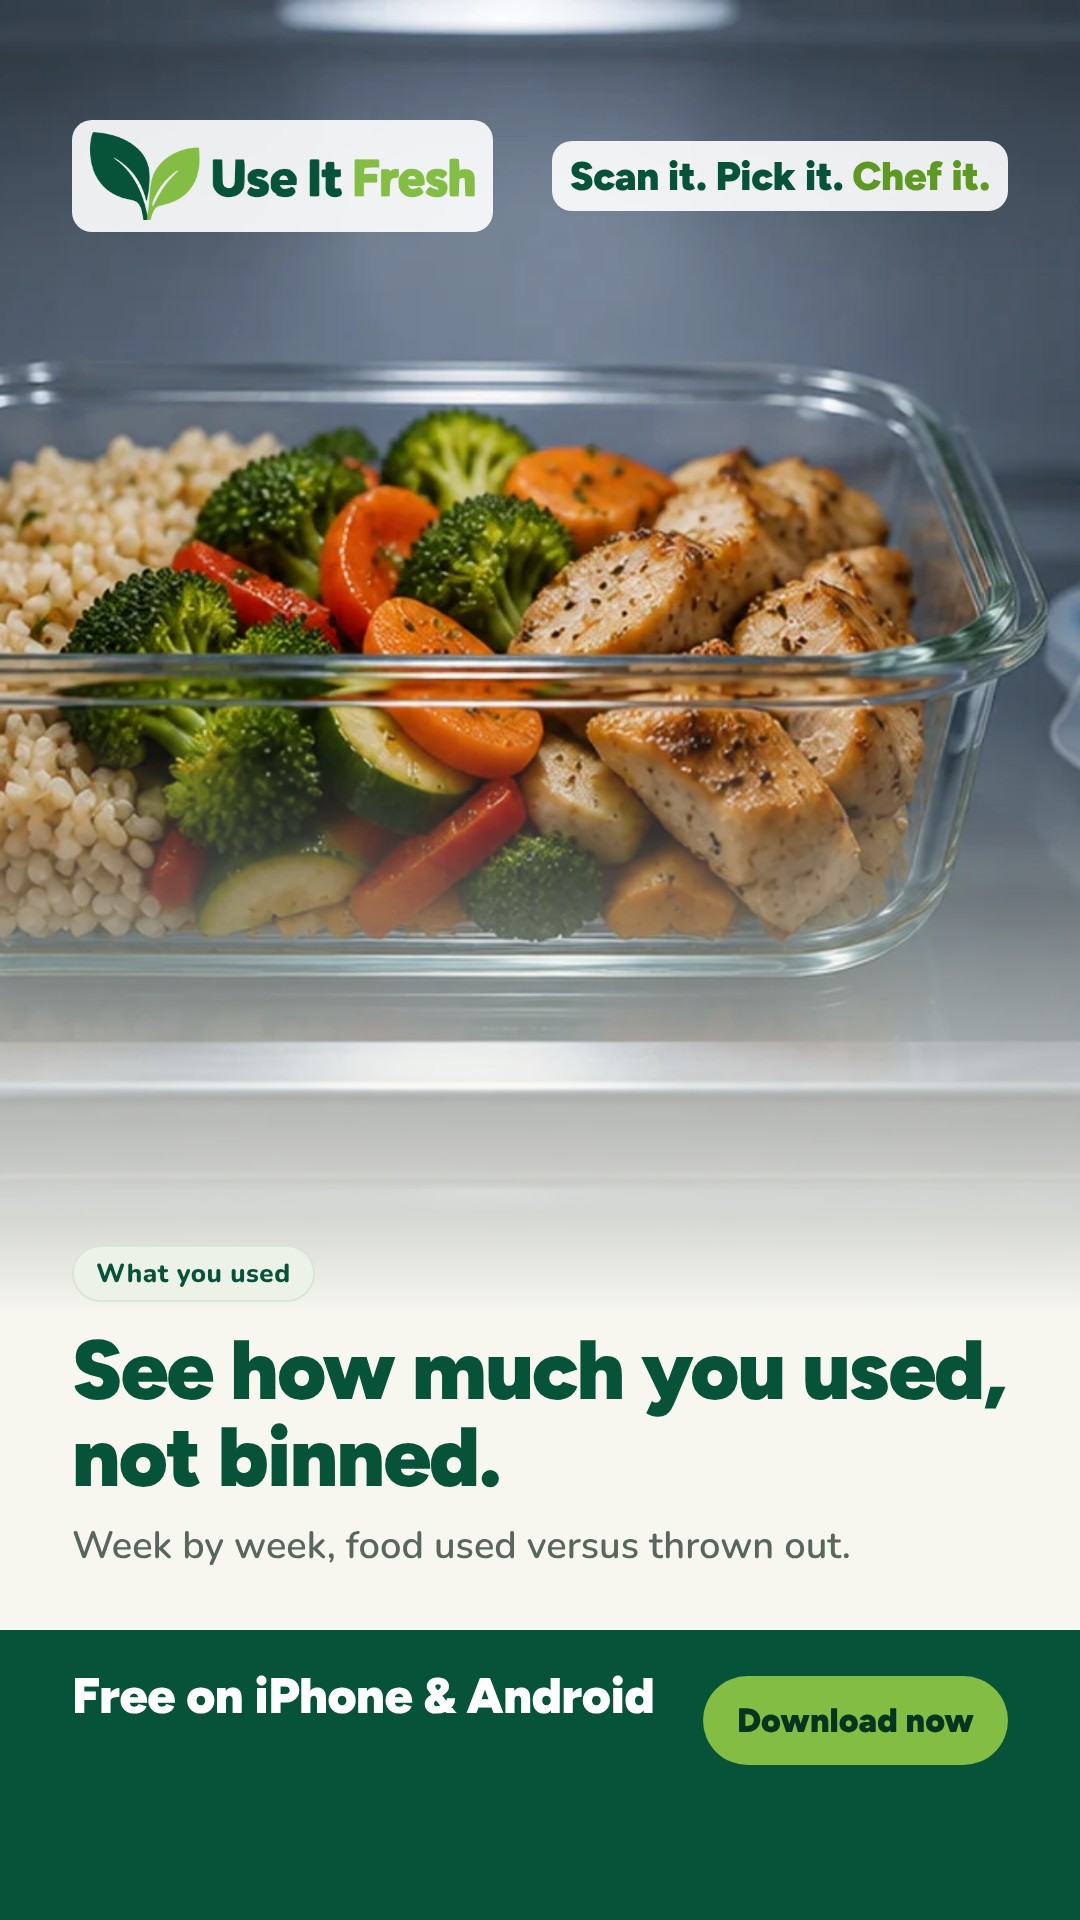 Use It Fresh
Scan it. Pick it. Chef it.
What you used
See how much you used,
not binned.
Week by week, food used versus thrown out.
Free on iPhone & Android
Download now